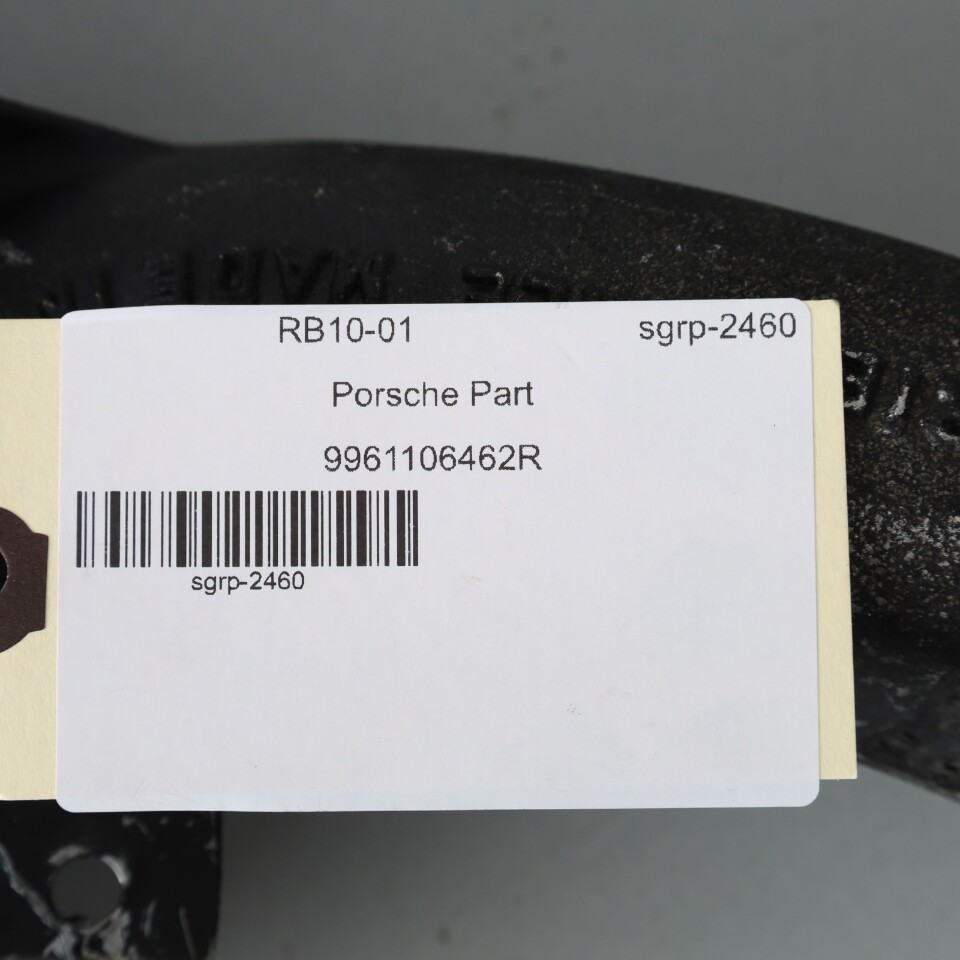 RB10-01 sgrp-2460
Porsche Part
9961106462R
sgrp-2460